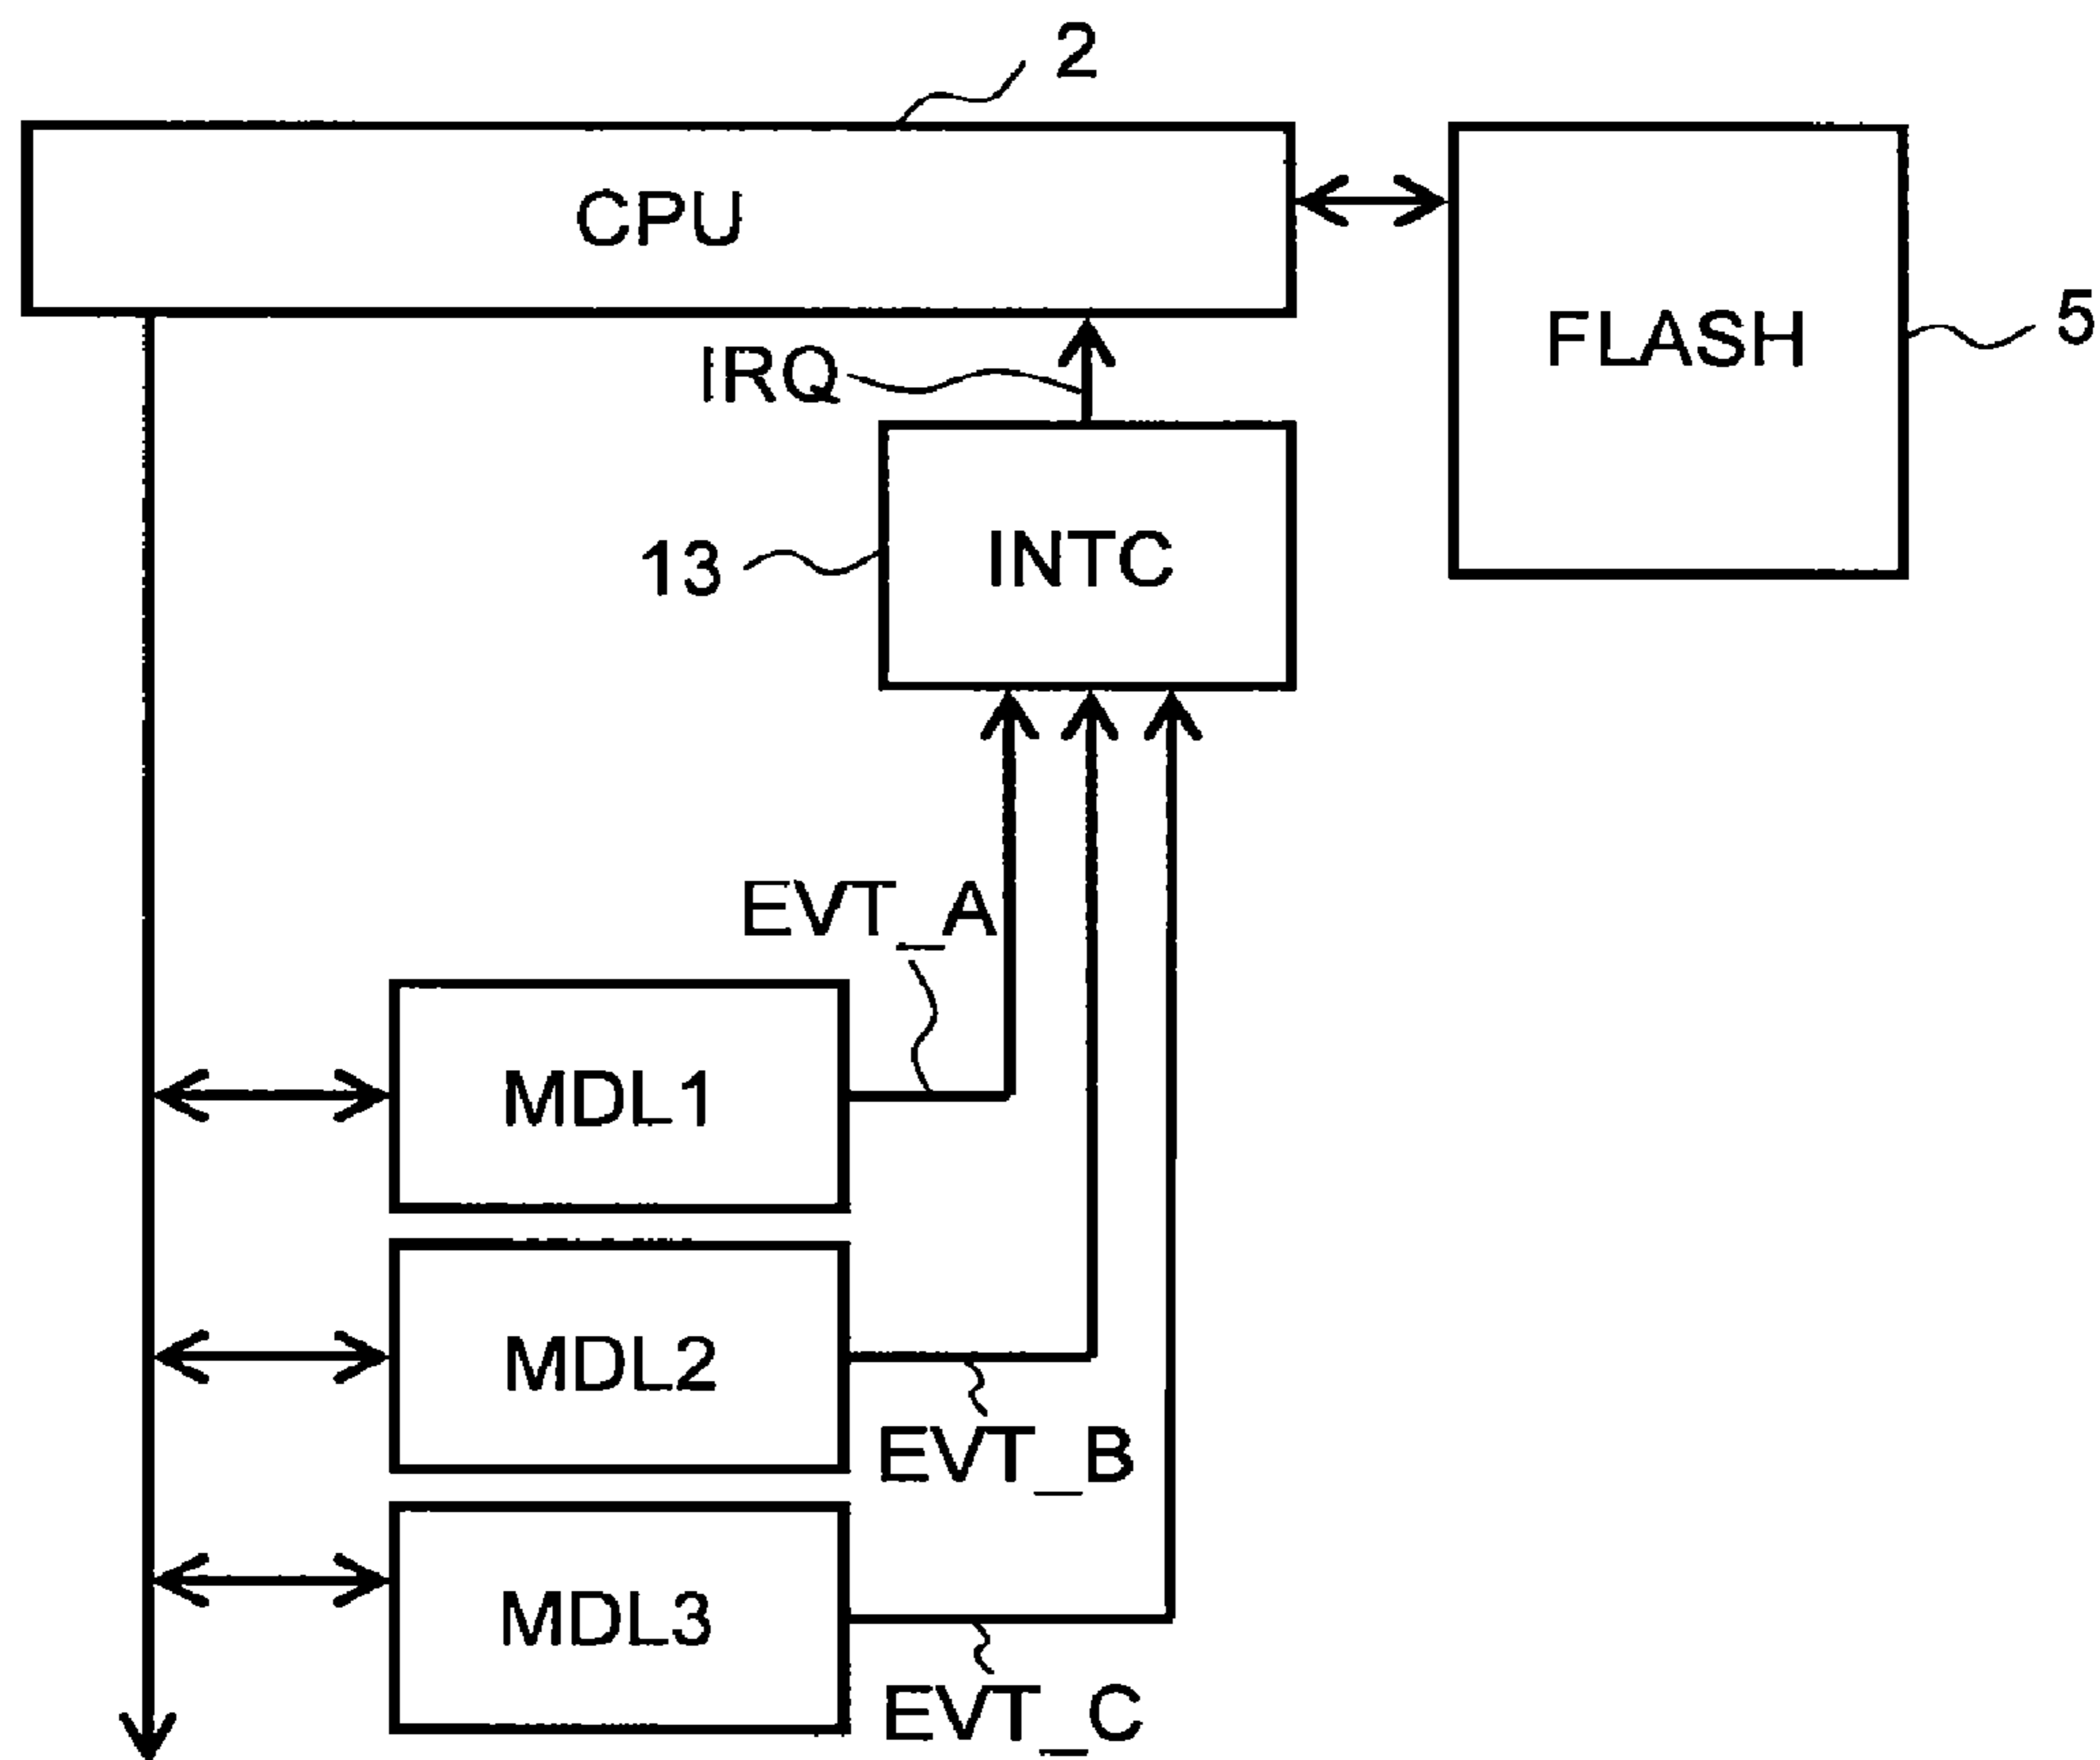 2
CPU
FLASH
5
IRQ
INTC
13
EVT_A
MDL1
MDL2
EVT_B
MDL3
EVT_C